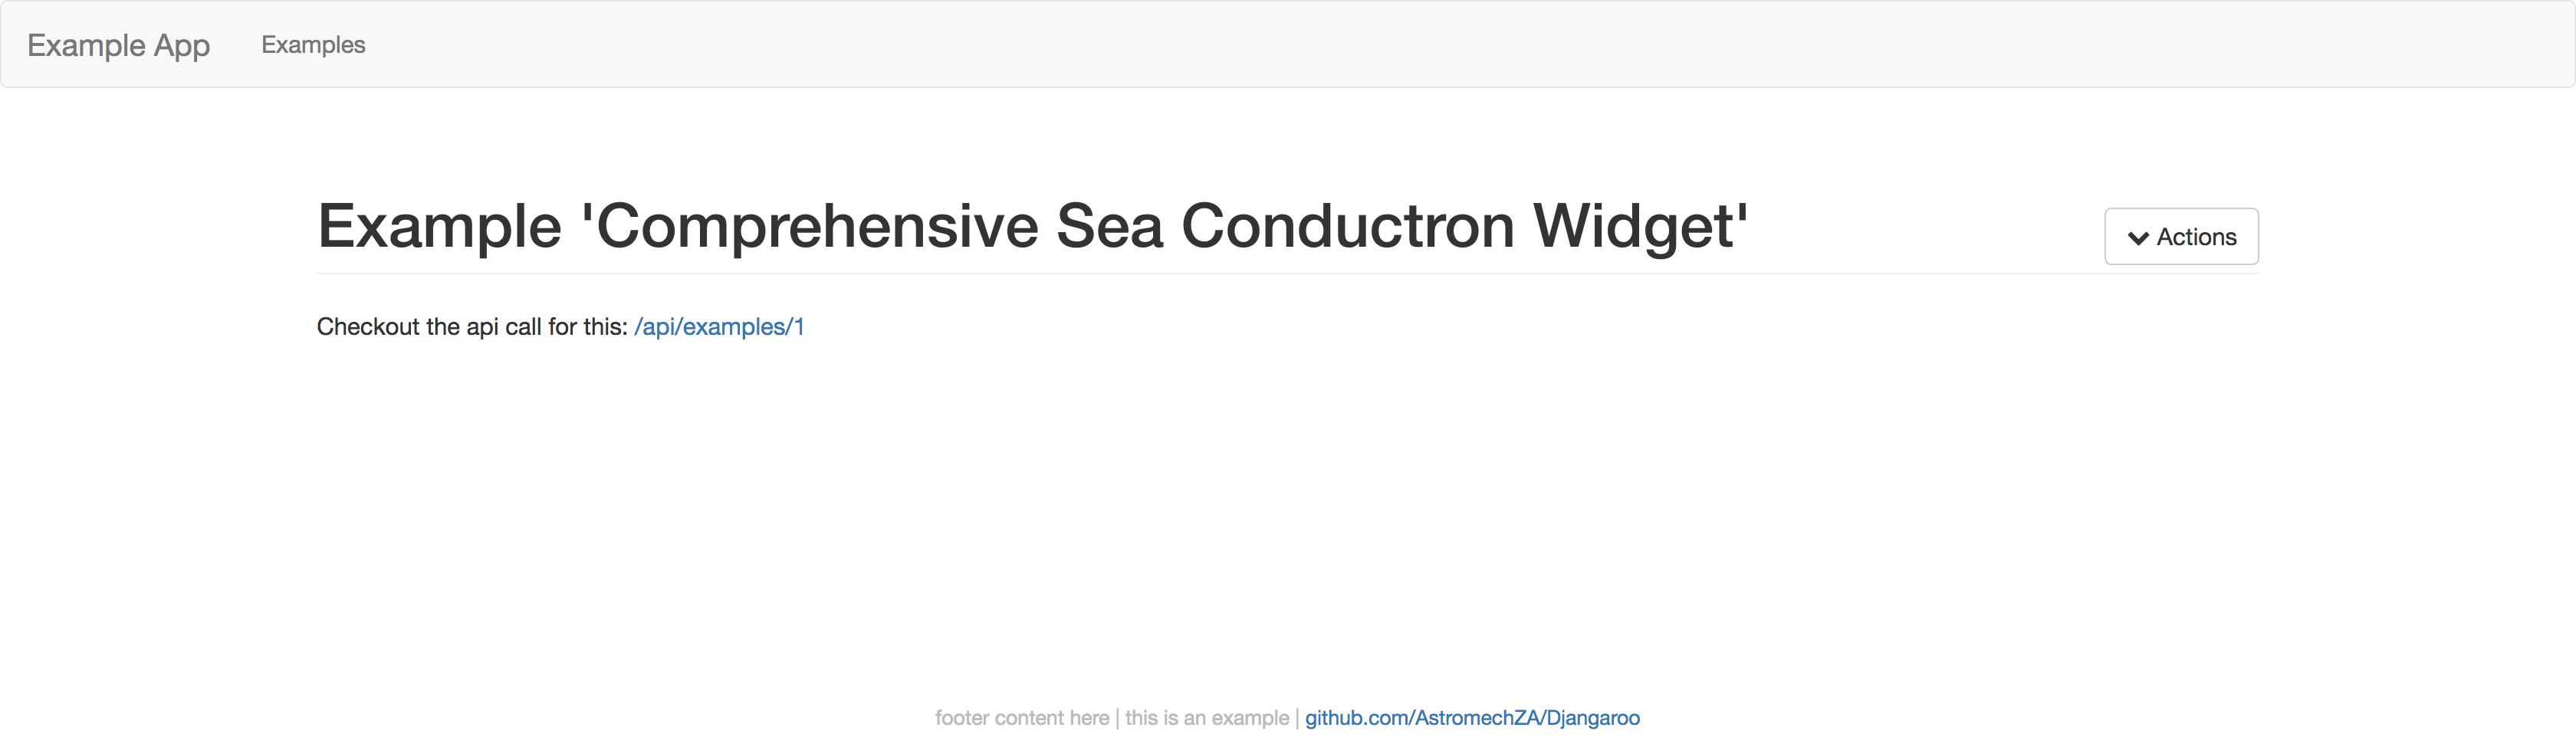 Example App Examples
Example 'Comprehensive Sea Conductron Widget'
Actions
Checkout the api call for this: /api/examples/1
footer content here | this is an example | github.com/AstromechZA/Djangaroo